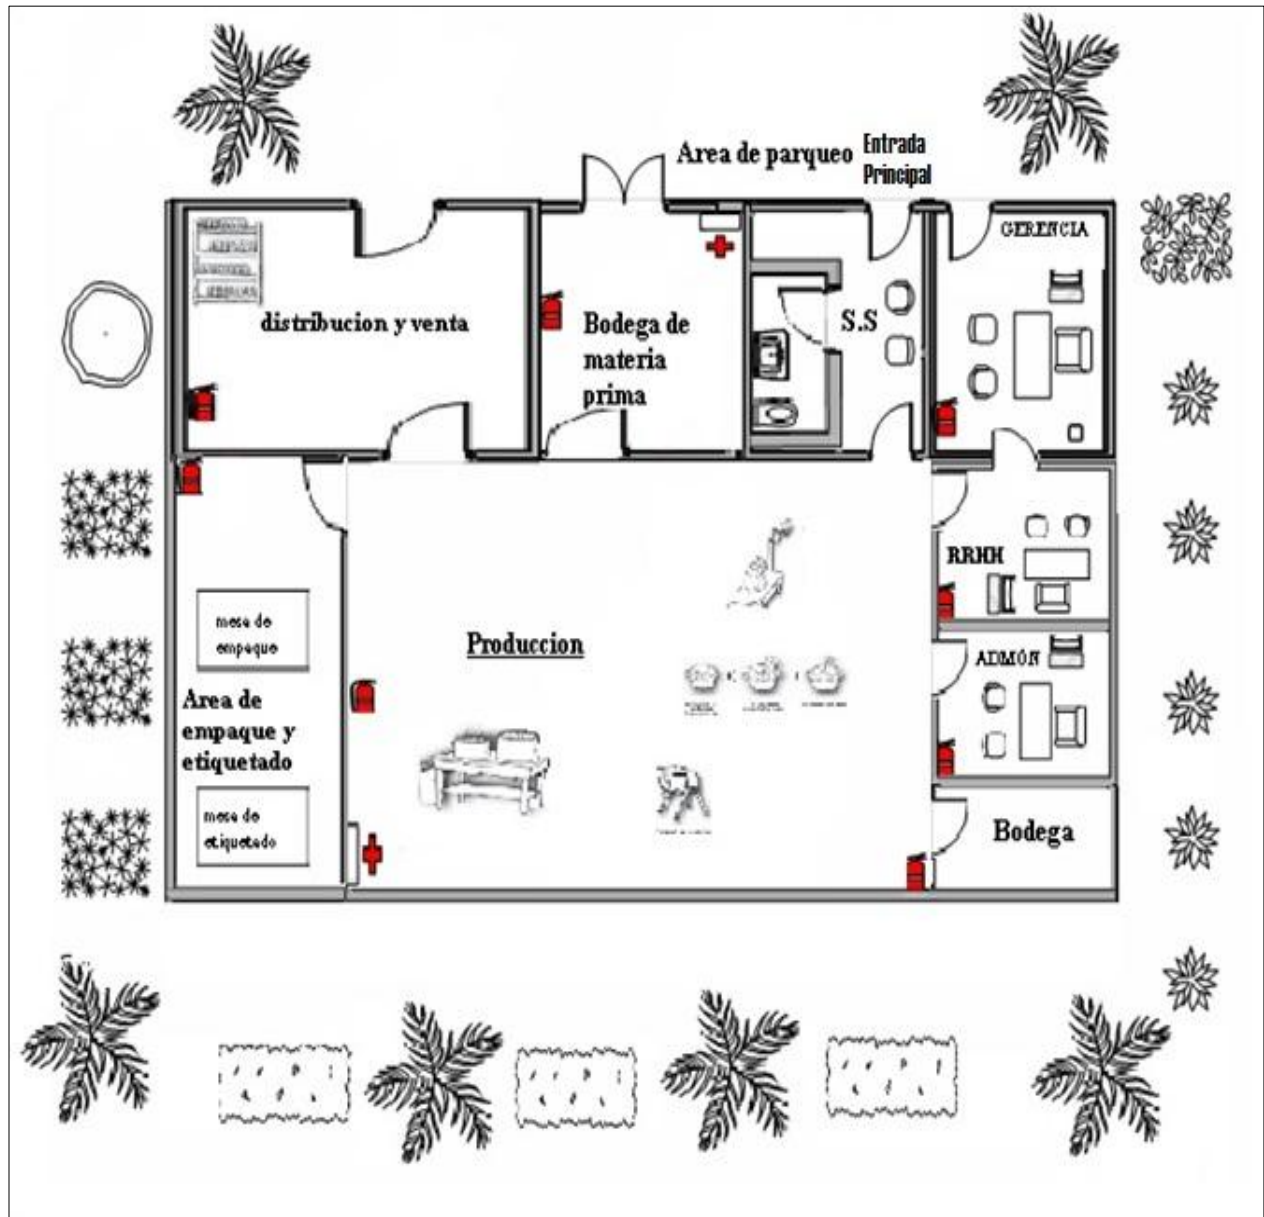 Area de parqueo
Entrada
Principal
GERENCIA
distribucion y venta
Bodega de
materia
prima
S.S
RRHH
Produccion
mesa de
empaque
ADMÓN
Area de
empaque y
etiquetado
mesa de
etiquetado
Bodega